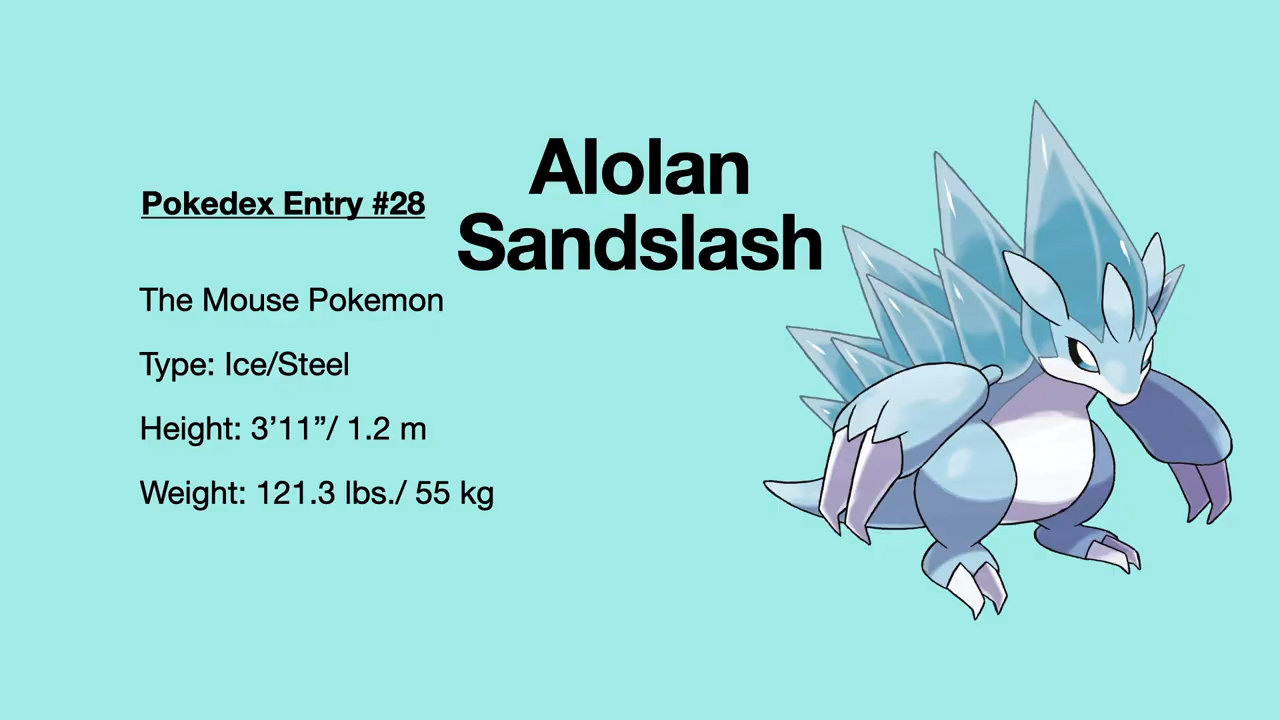 Alolan
Sandslash
Pokedex Entry #28
The Mouse Pokemon
Type: Ice/Steel
Height: 3’11”/ 1.2 m
Weight: 121.3 lbs./ 55 kg